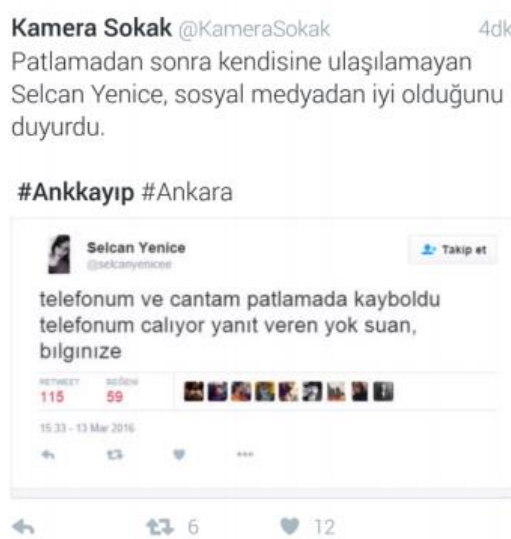 Kamera Sokak @KameraSokak 4dk
Patlamadan sonra kendisine ulaşılamayan
Selcan Yenice, sosyal medyadan iyi olduğunu
duyurdu.
#Ankkayıp #Ankara
Selcan Yenice
@selcanyenicee
Takip et
telefonum ve cantam patlamada kayboldu
telefonum calıyor yanıt veren yok suan,
bılgınıze
RETWEET BEĞENİ
115 59
15:33 - 13 Mar 2016
6 12